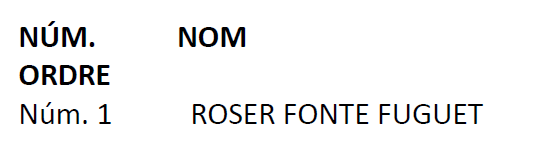 NÚM. NOM
ORDRE
Núm. 1 ROSER FONTE FUGUET